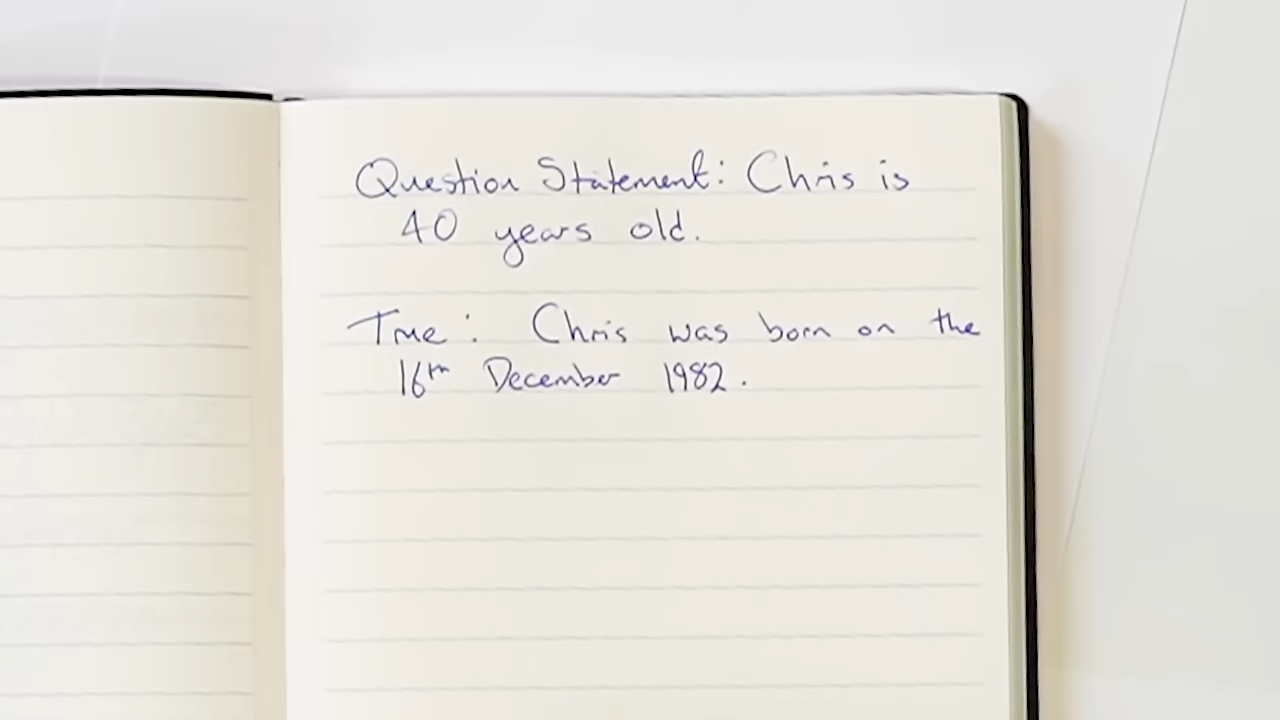 Question Statement: Chris is
40 years old.
True: Chris was born on the
16th December 1982.